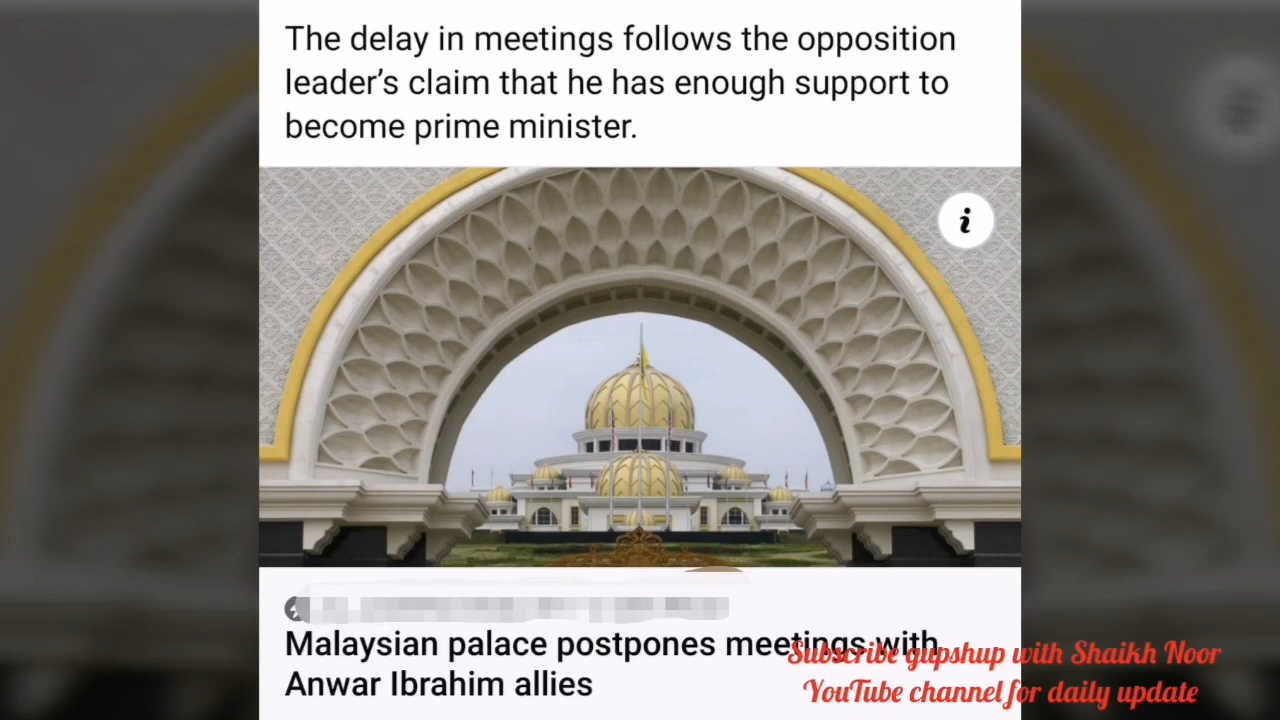 The delay in meetings follows the opposition
leader’s claim that he has enough support to
become prime minister.
i
Malaysian palace postpones meetings with
Anwar Ibrahim allies
Subscribe gupshup with Shaikh Noor
YouTube channel for daily update